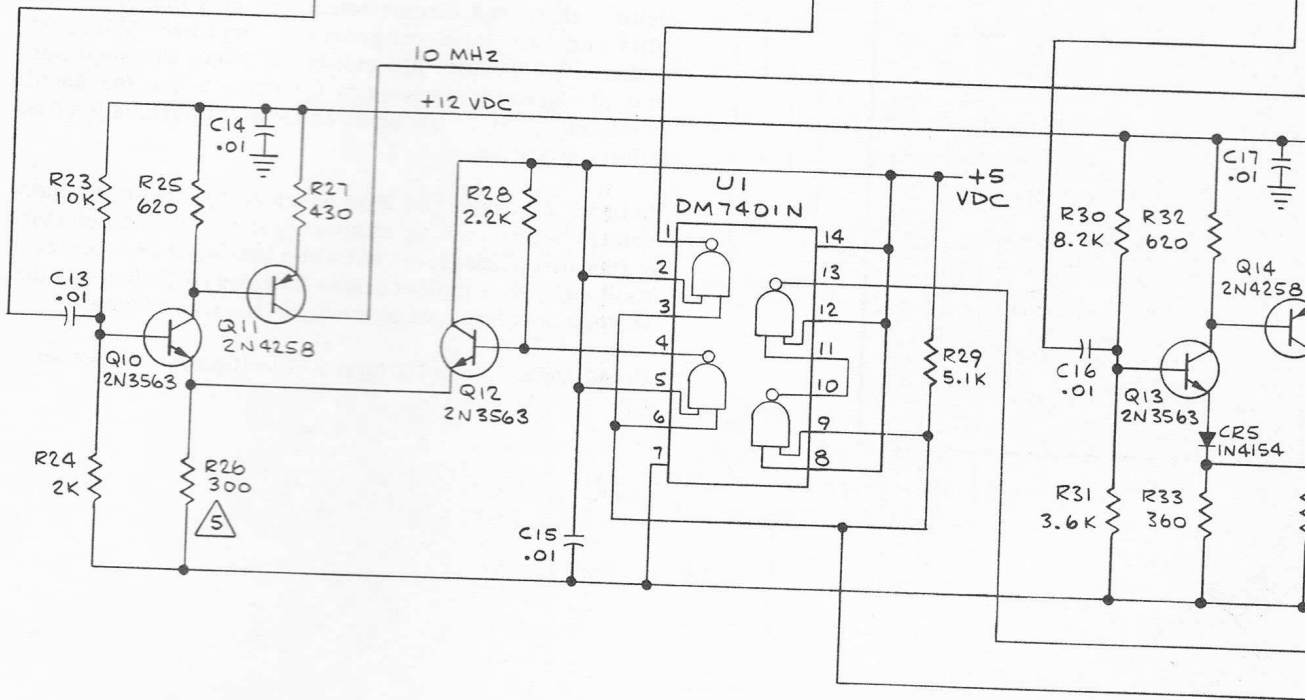 10 MHz
+12 VDC
C14
.01
R23
10K
R25
620
R27
430
R28
2.2K
U1
DM7401N
+5
VDC
C17
.01
R30
8.2K
R32
620
C13
.01
Q11
2N4258
Q10
2N3563
Q12
2N3563
1
2
3
4
5
6
7
14
13
12
11
10
9
8
R29
5.1K
Q14
2N4258
C16
.01
Q13
2N3563
CR5
1N4154
R24
2K
R26
300
5
C15
.01
R31
3.6K
R33
360